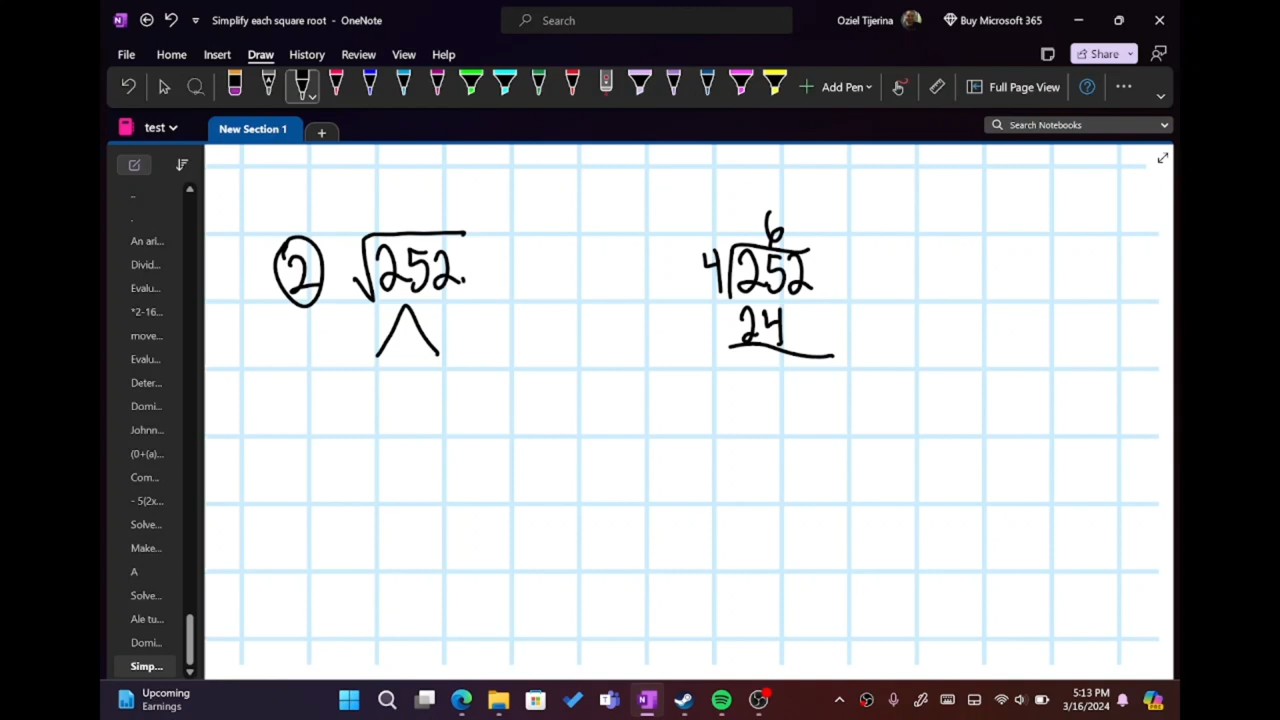 Simplify each square root - OneNote
Search
Oziel Tijerina
Buy Microsoft 365
File Home Insert Draw History Review View Help
Share
Add Pen
Full Page View
test
New Section 1
Search Notebooks
-
.
An ari...
Divid...
Evalu...
*2-16...
move...
Evalu...
Deter...
Domi...
Johnn...
(0+(a)...
Com...
- 5(2x...
Solve...
Make...
A
Solve...
Ale tu...
Domi...
Simp...
2 √252.
6
4 252
24
Upcoming
Earnings
5:13 PM
3/16/2024